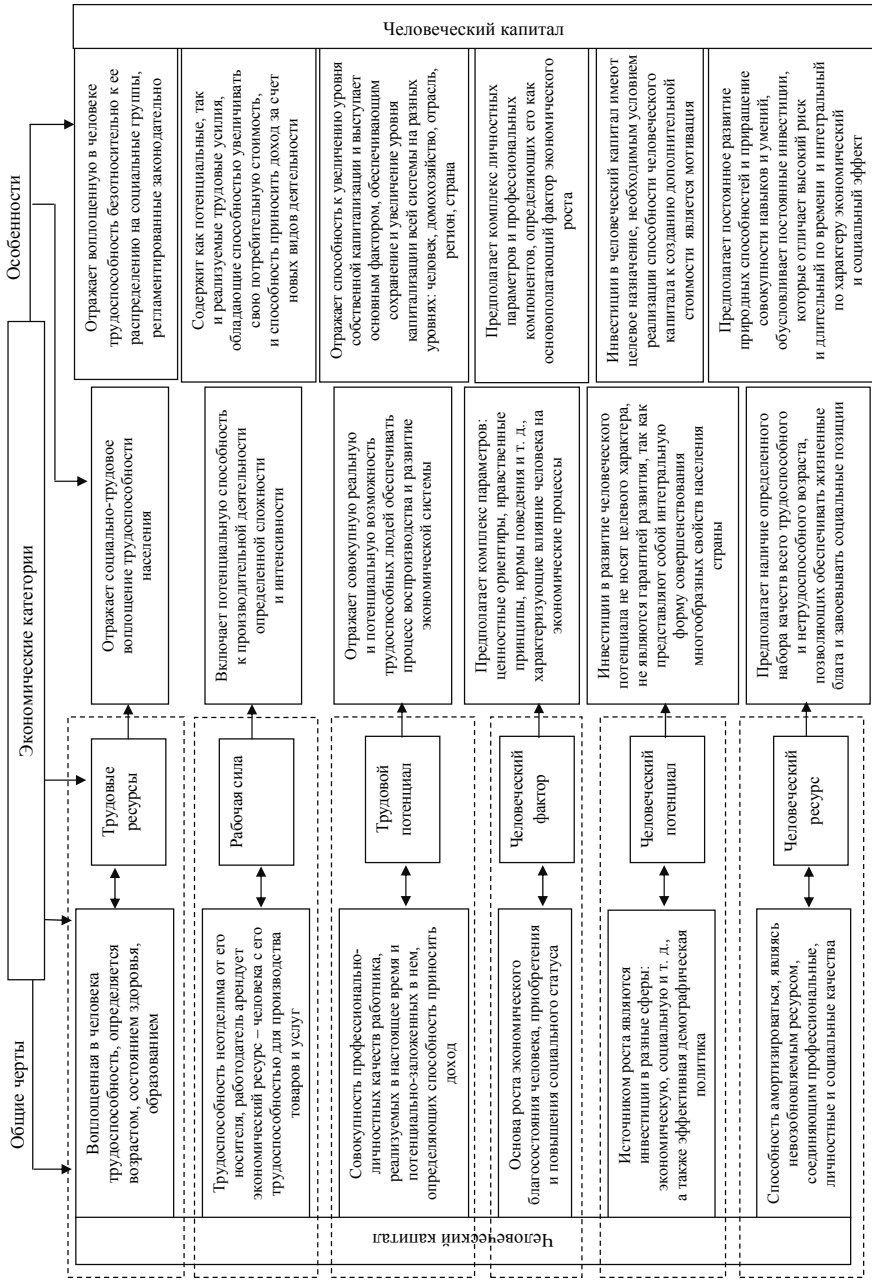 Экономические категории
Общие черты
Особенности
Человеческий капитал
Воплощенная в человека
трудоспособность, определяется
возрастом, состоянием здоровья,
образованием
Трудовые
ресурсы
Отражает социально-трудовое
воплощение трудоспособности
населения
Отражает воплощенную в человеке
трудоспособность безотносительно к ее
распределению на социальные группы,
регламентированные законодательно
Трудоспособность неотделима от его
носителя, работодатель арендует
экономический ресурс – человека с его
трудоспособностью для производства
товаров и услуг
Рабочая сила
Включает потенциальную способность
к производительной деятельности
определенной сложности
и интенсивности
Содержит как потенциальные, так
и реализуемые трудовые усилия,
обладающие способностью увеличивать
свою потребительную стоимость,
и способность приносить доход за счет
новых видов деятельности
Совокупность профессионально-
личностных качеств работника,
реализуемых в настоящее время и
потенциально-заложенных в нем,
определяющих способность приносить
доход
Трудовой
потенциал
Отражает совокупную реальную
и потенциальную возможность
трудоспособных людей обеспечивать
процесс воспроизводства и развитие
экономической системы
Отражает способность к увеличению уровня
собственной капитализации и выступает
основным фактором, обеспечивающим
сохранение и увеличение уровня
капитализации всей системы на разных
уровнях: человек, домохозяйство, отрасль,
регион, страна
Основа роста экономического
благосостояния человека, приобретения
и повышения социального статуса
Человеческий
фактор
Предполагает комплекс параметров:
ценностные ориентиры, нравственные
принципы, нормы поведения и т. д.,
характеризующие влияние человека на
экономические процессы
Предполагает комплекс личностных
параметров и профессиональных
компонентов, определяющих его как
основополагающий фактор экономического
роста
Источником роста являются
инвестиции в разные сферы:
экономическую, социальную и т. д.,
а также эффективная демографическая
политика
Человеческий
потенциал
Инвестиции в развитие человеческого
потенциала не носят целевого характера,
не являются гарантией развития, так как
представляют собой интегральную
форму совершенствования
многообразных свойств населения
страны
Инвестиции в человеческий капитал имеют
целевое назначение, необходимым условием
реализации способности человеческого
капитала к созданию дополнительной
стоимости является мотивация
Способность амортизироваться, являясь
невозобновляемым ресурсом,
соединяющим профессиональные,
личностные и социальные качества
Человеческий
ресурс
Предполагает наличие определенного
набора качеств всего трудоспособного
и нетрудоспособного возраста,
позволяющих обеспечивать жизненные
блага и завоевывать социальные позиции
Предполагает постоянное развитие
природных способностей и приращение
совокупности навыков и умений,
обусловливает постоянные инвестиции,
которые отличает высокий риск
и длительный по времени и интегральный
по характеру экономический
и социальный эффект
Человеческий капитал